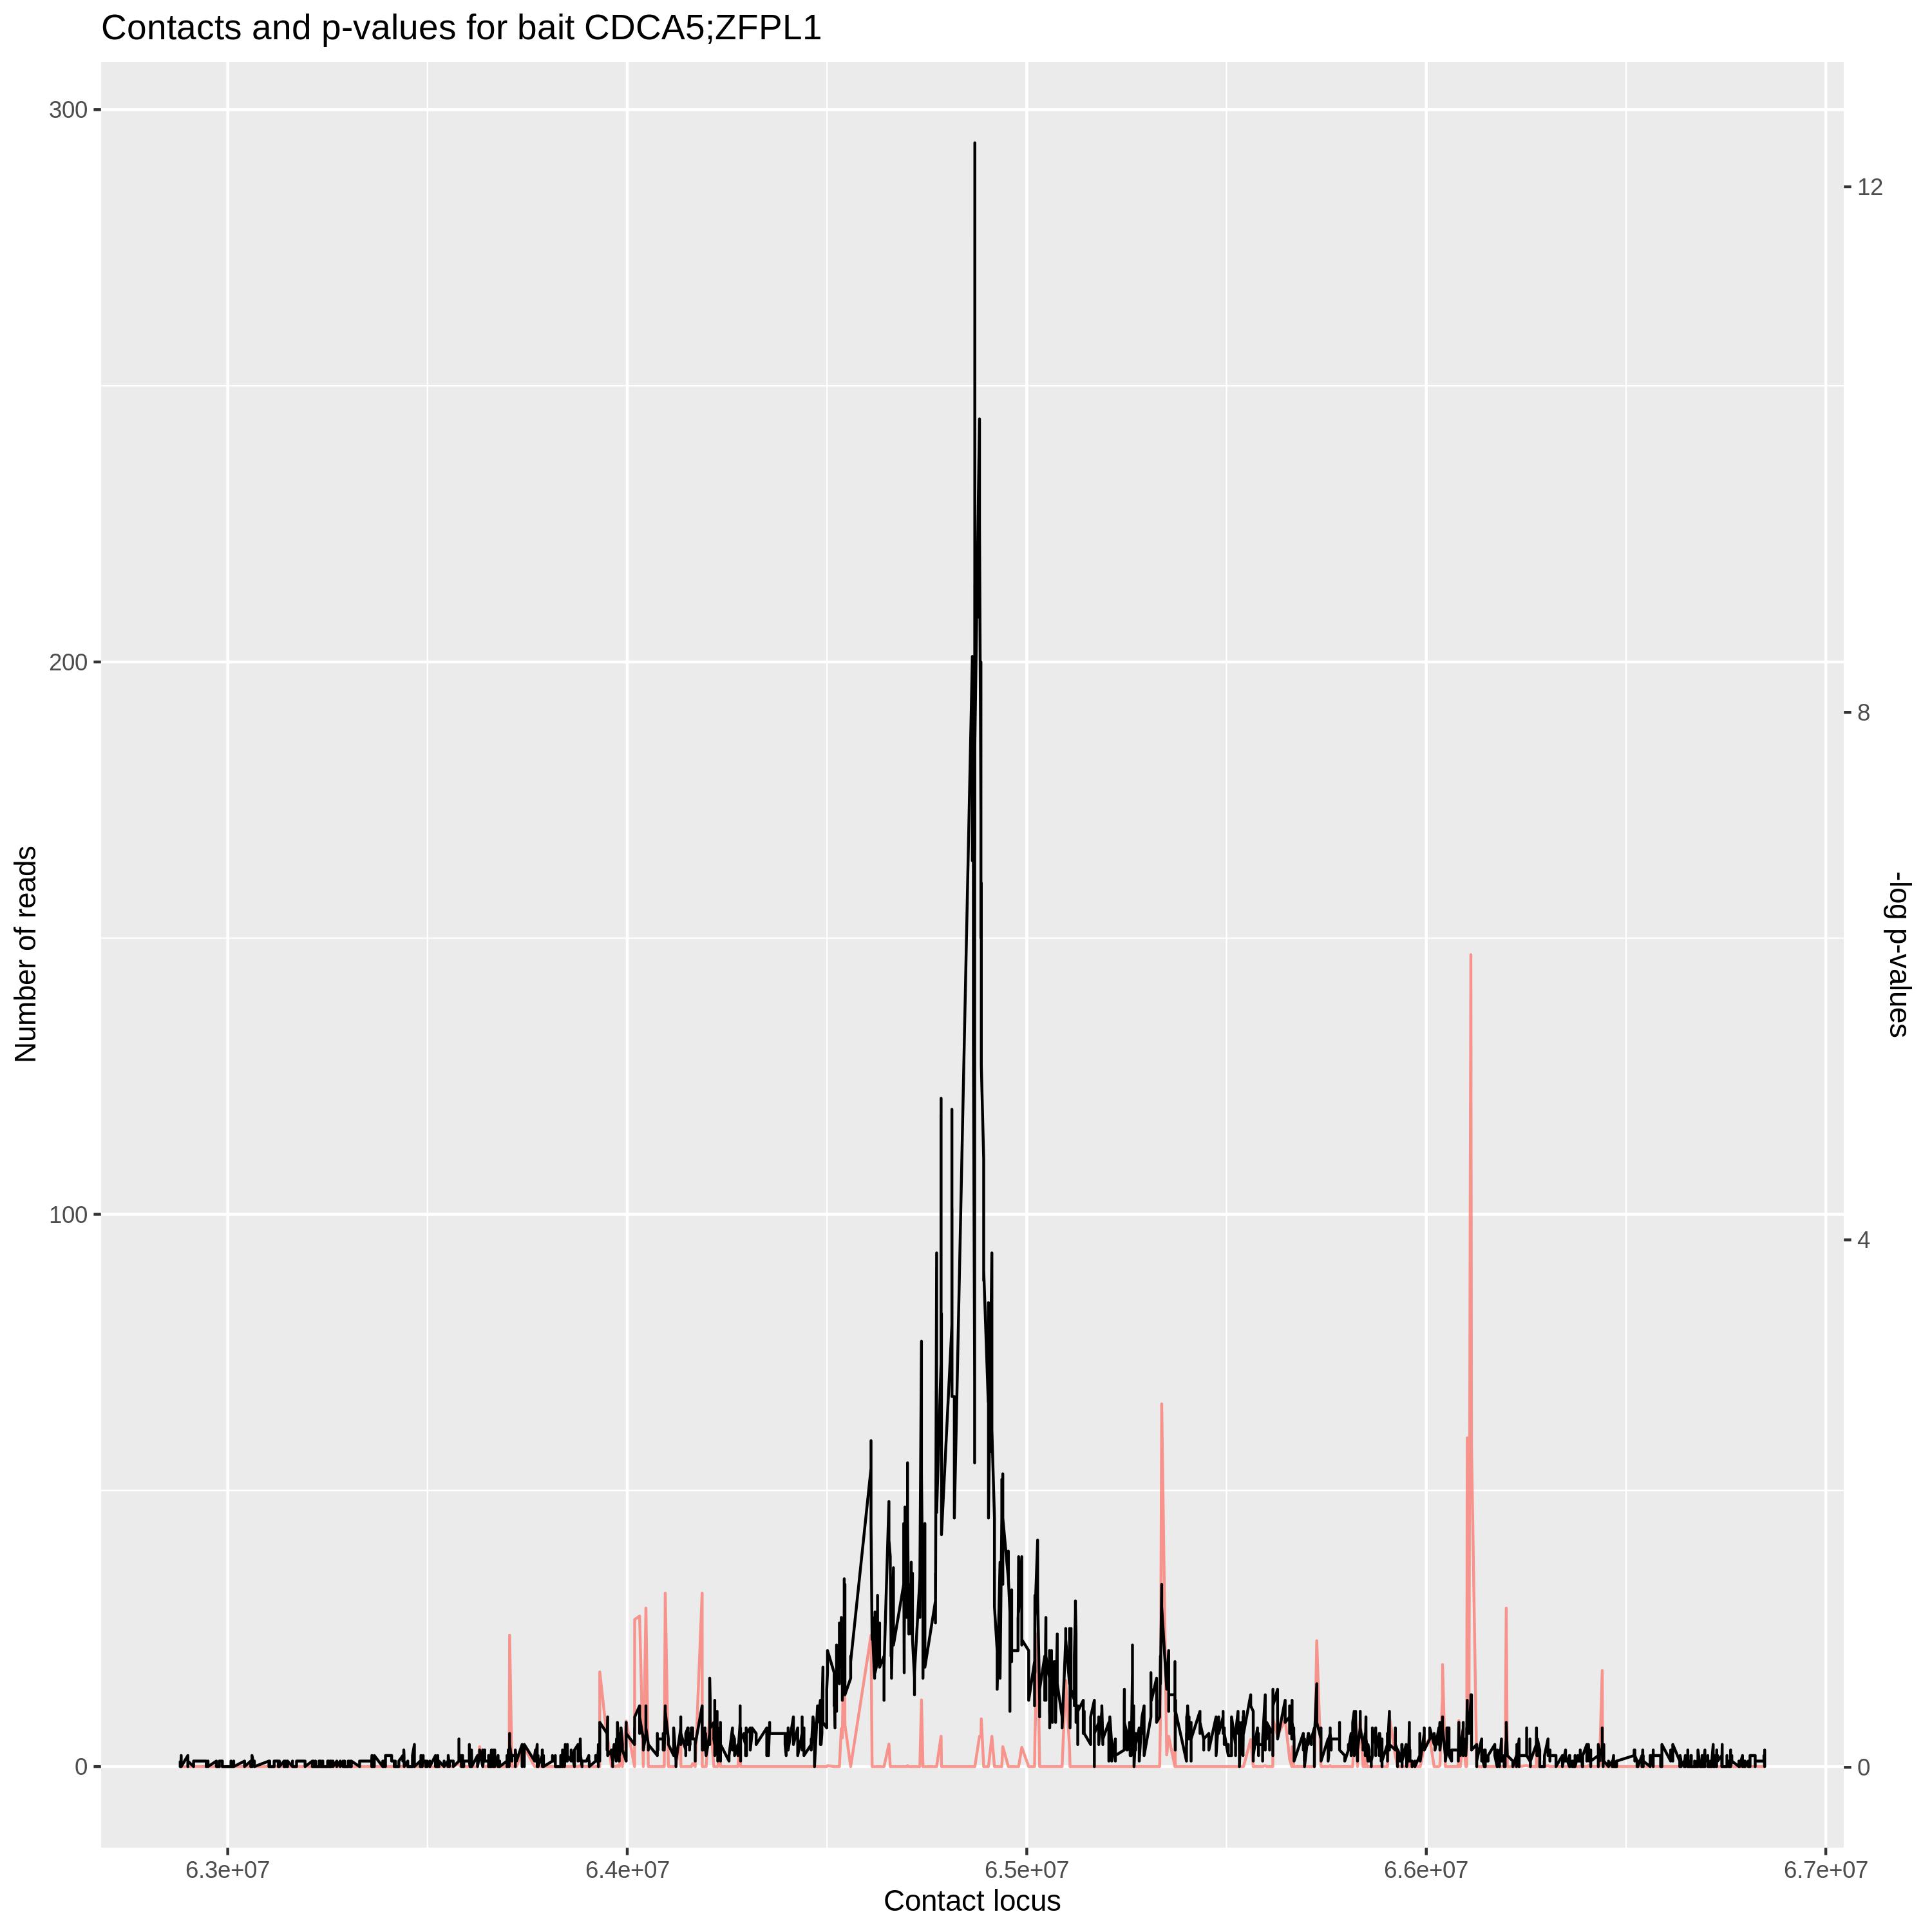 Contacts and p-values for bait CDCA5;ZFPL1
300
200
100
0
Number of reads
12
8
4
0
-log p-values
6.3e+07
6.4e+07
6.5e+07
6.6e+07
6.7e+07
Contact locus